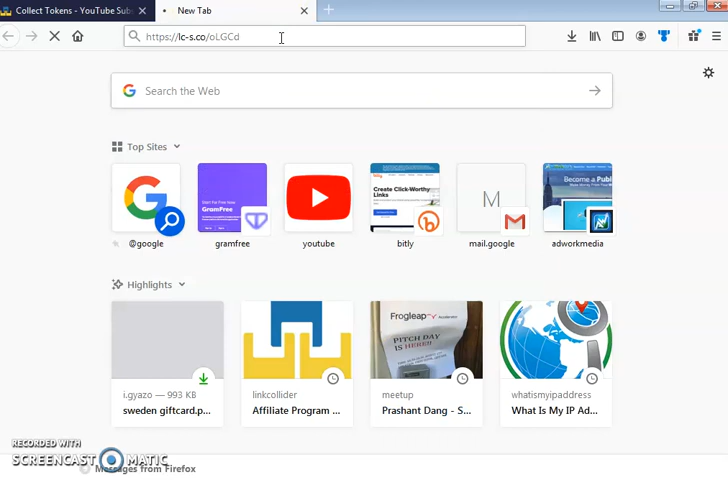 Collect Tokens - YouTube Subs
New Tab
https://lc-s.co/oLGCd
Search the Web
Top Sites
@google
gramfree
youtube
bitly
mail.google
adworkmedia
GramFree
Create Click-Worthy
Links
M
Become a Publ
Highlights
Frogleap Accelerator
PITCH DAY
IS HERE!!
i.gyazo — 993 KB
sweden giftcard.p...
linkcollider
Affiliate Program ...
meetup
Prashant Dang - S...
whatismyipaddress
What Is My IP Ad...
RECORDED WITH
SCREENCAST MATIC
Messages from Firefox